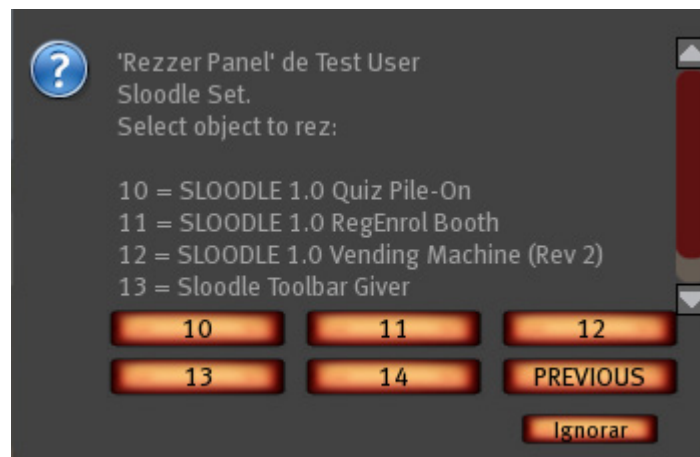 'Rezzer Panel' de Test User
Sloodle Set.
Select object to rez:
10 = SLOODLE 1.0 Quiz Pile-On
11 = SLOODLE 1.0 RegEnrol Booth
12 = SLOODLE 1.0 Vending Machine (Rev 2)
13 = Sloodle Toolbar Giver
10 11 12
13 14 PREVIOUS
Ignorar